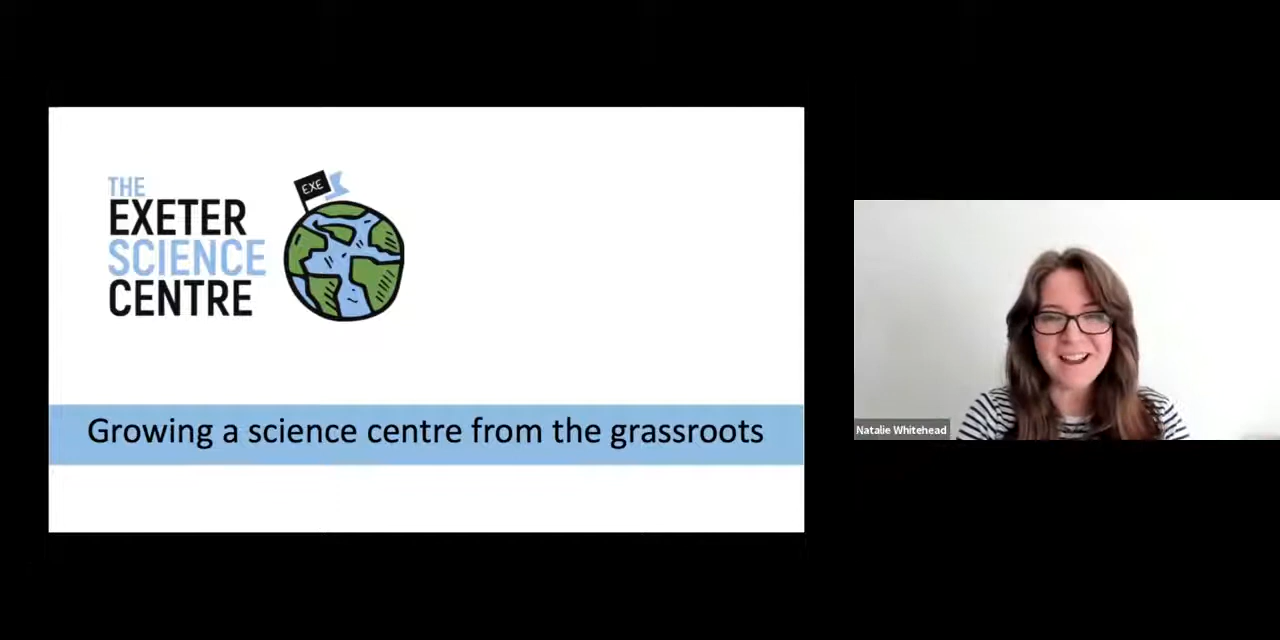 THE
EXETER
SCIENCE
CENTRE
EXE
Growing a science centre from the grassroots
Natalie Whitehead